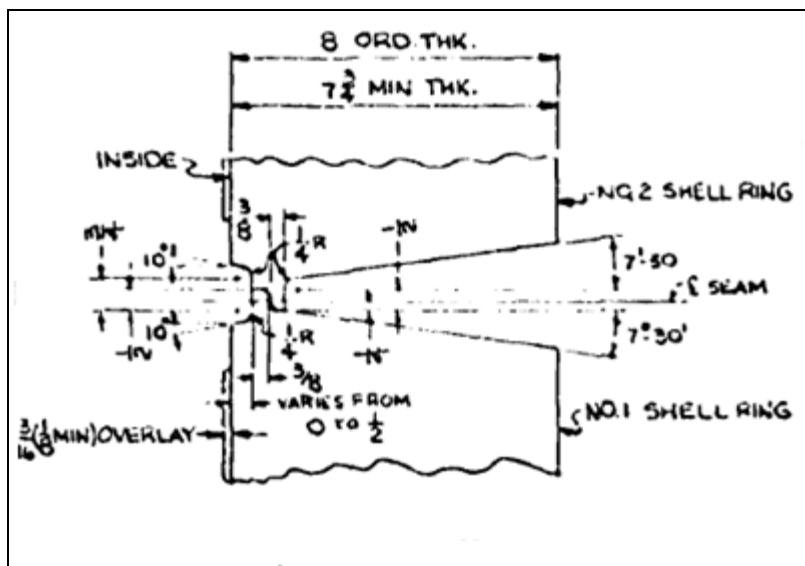 8 ORD. THK.
7 3/4 MIN THK.
INSIDE
3/8
1/4 R
NO.2 SHELL RING
10°
7°30'
℄ SEAM
10°
1/4 R
7°30'
3/8
VARIES FROM
0 TO 1/2
3/16 (1/8 MIN) OVERLAY
NO.1 SHELL RING